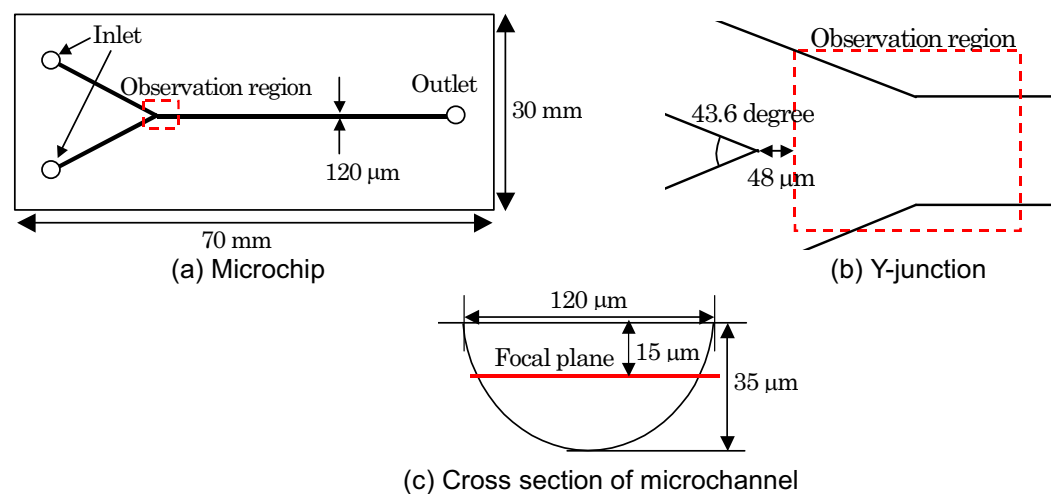 Inlet
Observation region
Outlet
120 μm
30 mm
70 mm
(a) Microchip
Observation region
43.6 degree
48 μm
(b) Y-junction
120 μm
Focal plane
15 μm
35 μm
(c) Cross section of microchannel